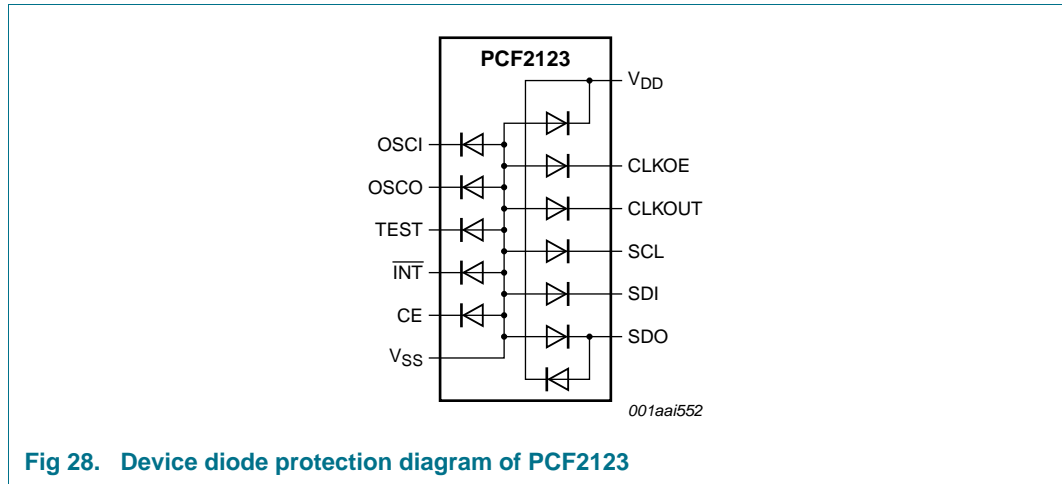 PCF2123
VDD
OSCI
CLKOE
OSCO
CLKOUT
TEST
SCL
INT
SDI
CE
SDO
VSS
001aai552
Fig 28. Device diode protection diagram of PCF2123